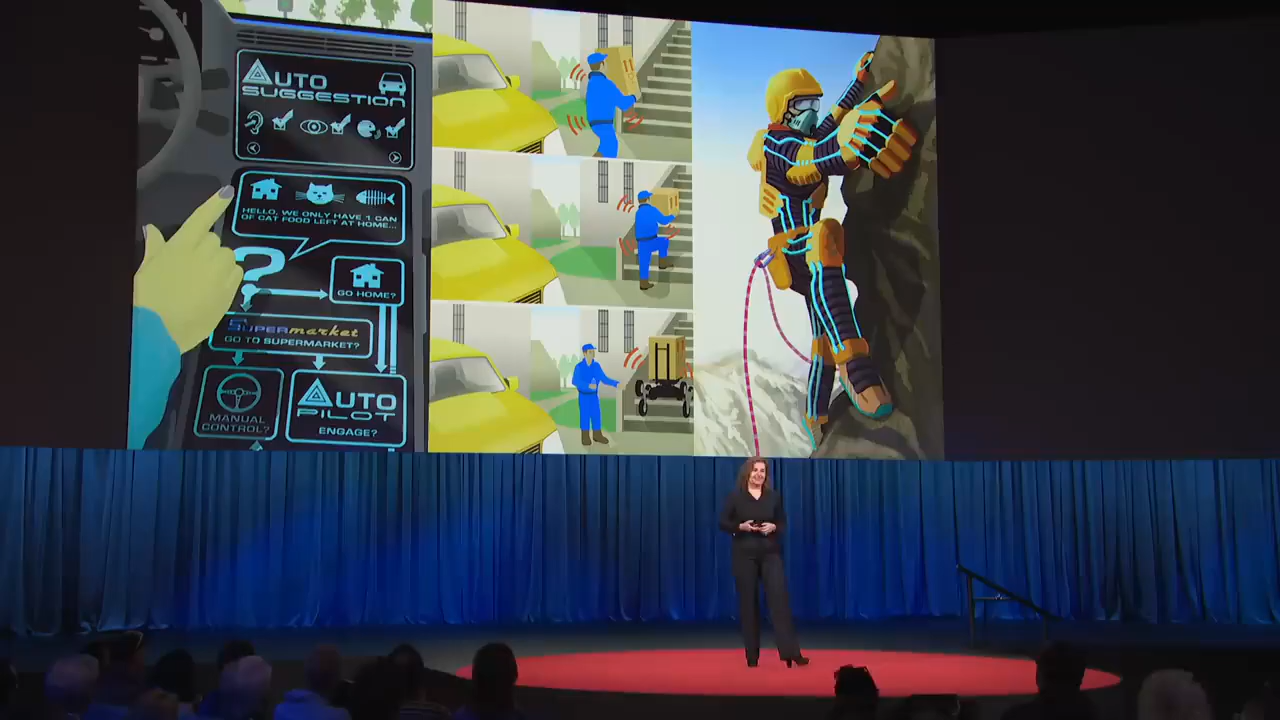 AUTO
SUGGESTION
HELLO, WE ONLY HAVE 1 CAN
OF CAT FOOD LEFT AT HOME...
?
GO HOME?
SUPERmarket
GO TO SUPERMARKET?
MANUAL
CONTROL?
AUTO
PILOT
ENGAGE?